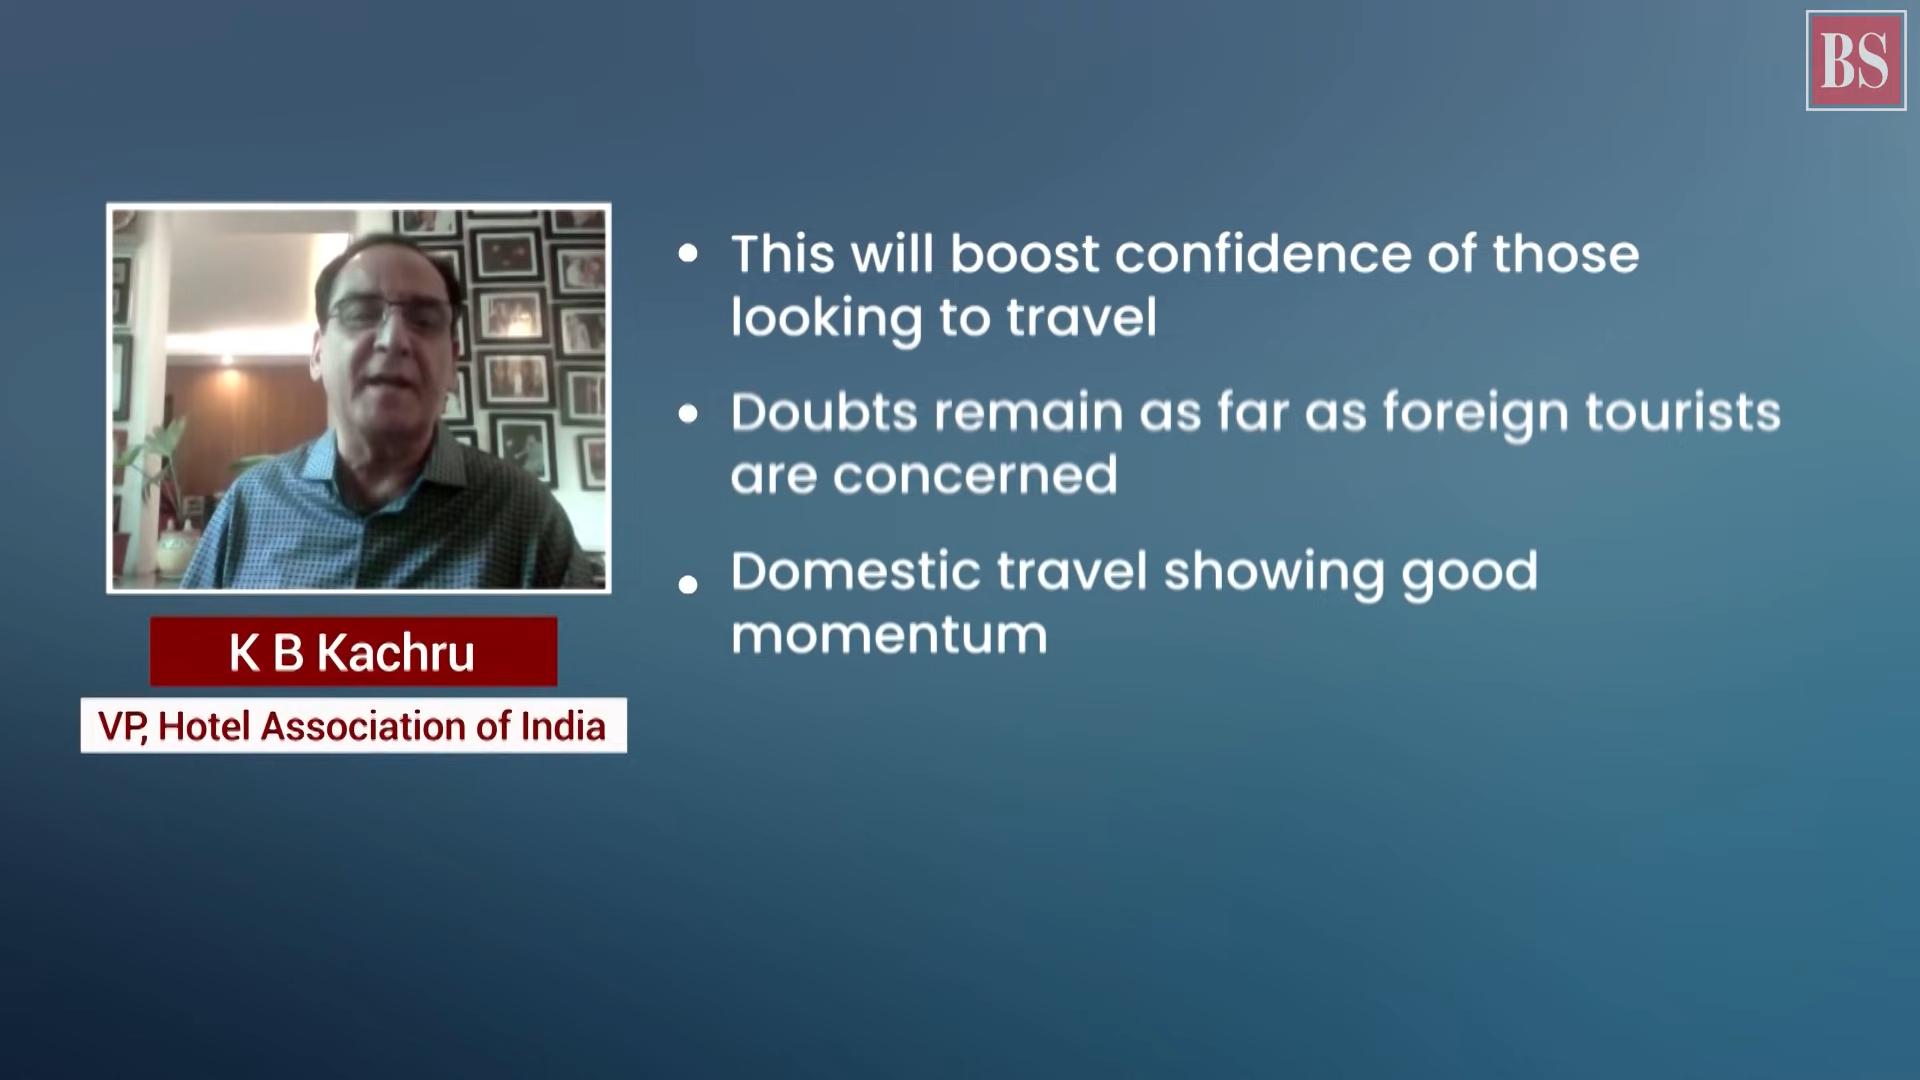 BS
This will boost confidence of those
looking to travel
Doubts remain as far as foreign tourists
are concerned
Domestic travel showing good
momentum
K B Kachru
VP, Hotel Association of India